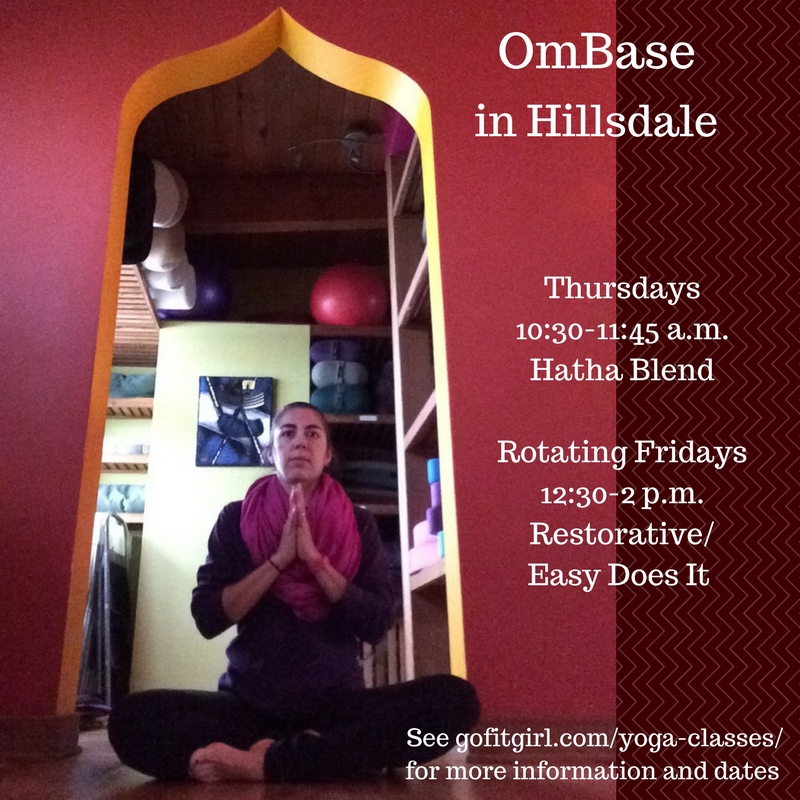 OmBase
in Hillsdale
Thursdays
10:30-11:45 a.m.
Hatha Blend
Rotating Fridays
12:30-2 p.m.
Restorative/
Easy Does It
See gofitgirl.com/yoga-classes/
for more information and dates